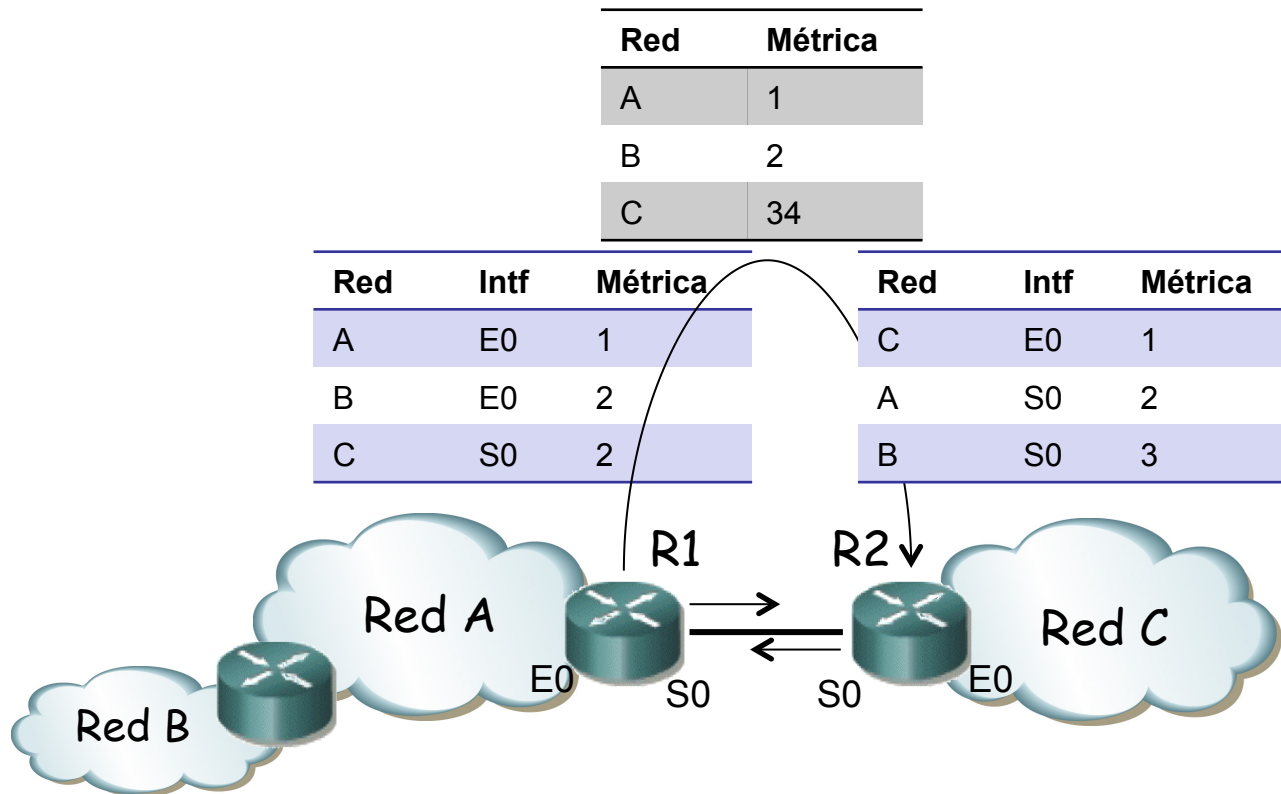 Red Métrica
A 1
B 2
C 34
Red Intf Métrica
A E0 1
B E0 2
C S0 2
Red Intf Métrica
C E0 1
A S0 2
B S0 3
R1 R2
Red A
Red C
E0 S0 S0 E0
Red B